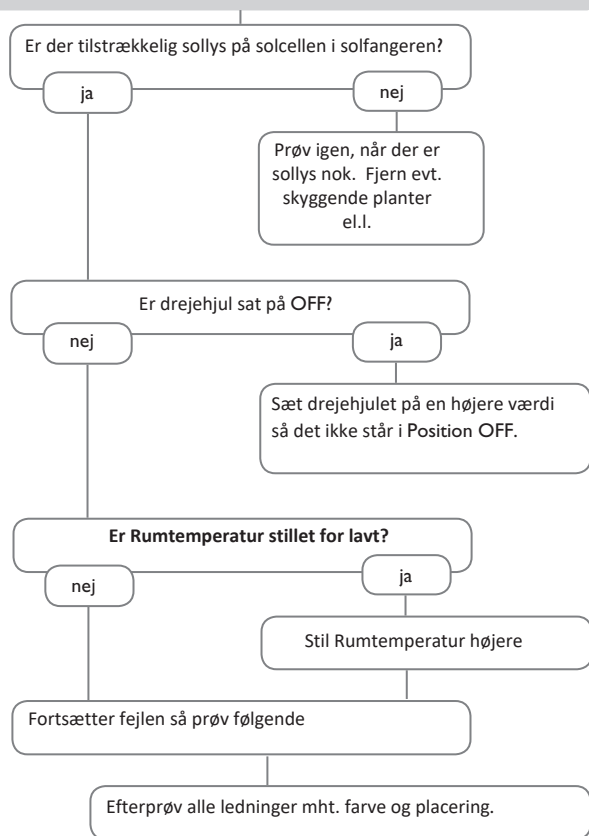 Er der tilstrækkelig sollys på solcellen i solfangeren?
ja
nej
Prøv igen, når der er
sollys nok. Fjern evt.
skyggende planter
el.l.
Er drejehjul sat på OFF?
nej
ja
Sæt drejehjulet på en højere værdi
så det ikke står i Position OFF.
Er Rumtemperatur stillet for lavt?
nej
ja
Stil Rumtemperatur højere
Fortsætter fejlen så prøv følgende
Efterprøv alle ledninger mht. farve og placering.